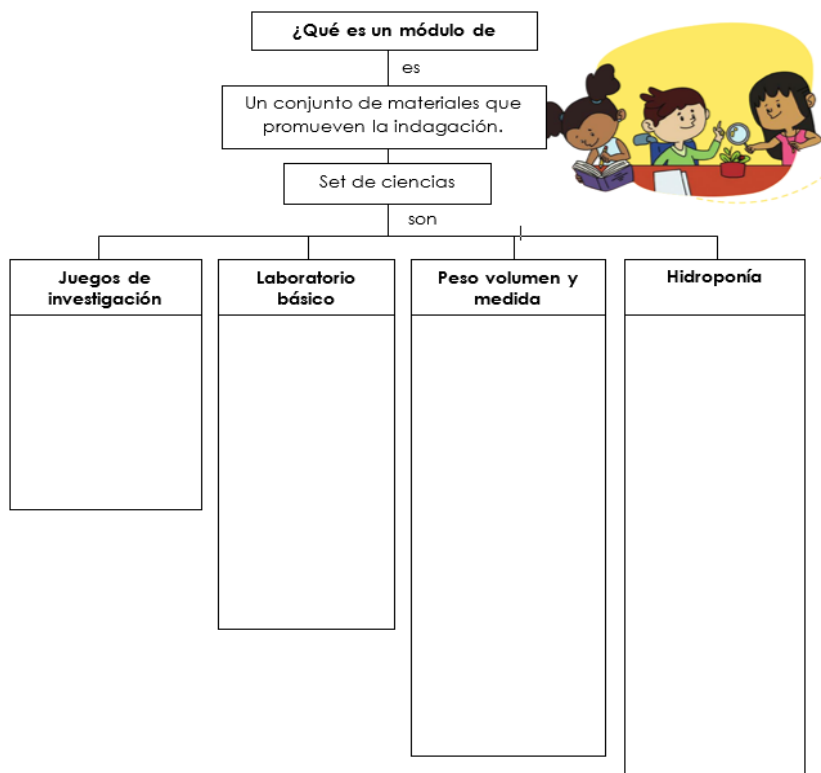 ¿Qué es un módulo de
es
Un conjunto de materiales que
promueven la indagación.
Set de ciencias
son
Juegos de
investigación
Laboratorio
básico
Peso volumen y
medida
Hidroponía